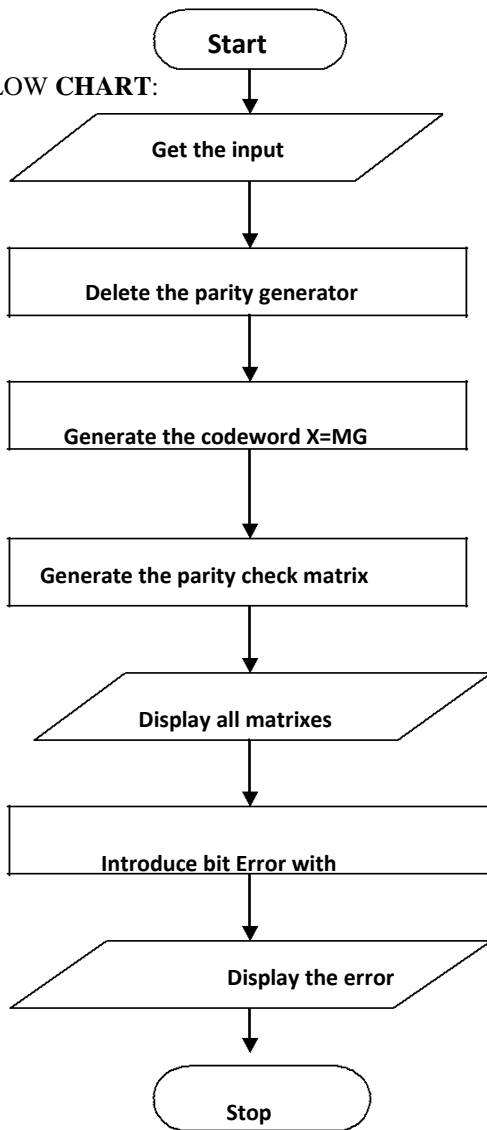 Start
LOW CHART:
Get the input
Delete the parity generator
Generate the codeword X=MG
Generate the parity check matrix
Display all matrixes
Introduce bit Error with
Display the error
Stop